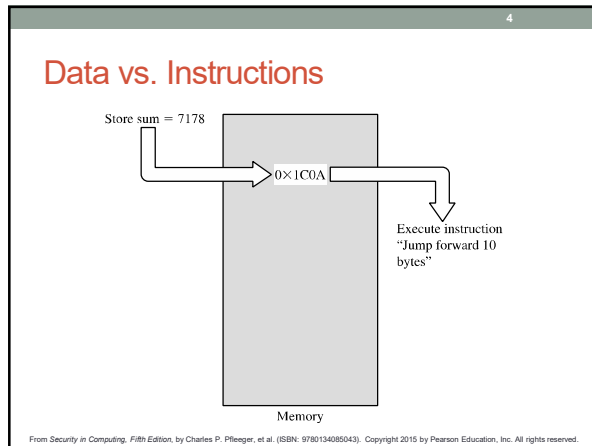 4
Data vs. Instructions
Store sum = 7178
0×1C0A
Execute instruction
“Jump forward 10
bytes”
Memory
From Security in Computing, Fifth Edition, by Charles P. Pfleeger, et al. (ISBN: 9780134085043). Copyright 2015 by Pearson Education, Inc. All rights reserved.